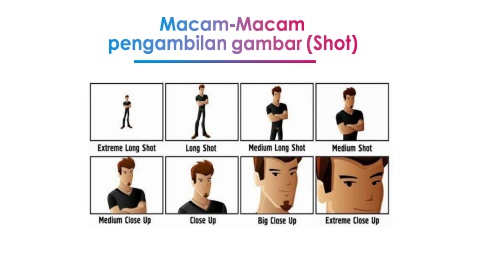 Macam-Macam
pengambilan gambar (Shot)
Extreme Long Shot
Long Shot
Medium Long Shot
Medium Shot
Medium Close Up
Close Up
Big Close Up
Extreme Close Up